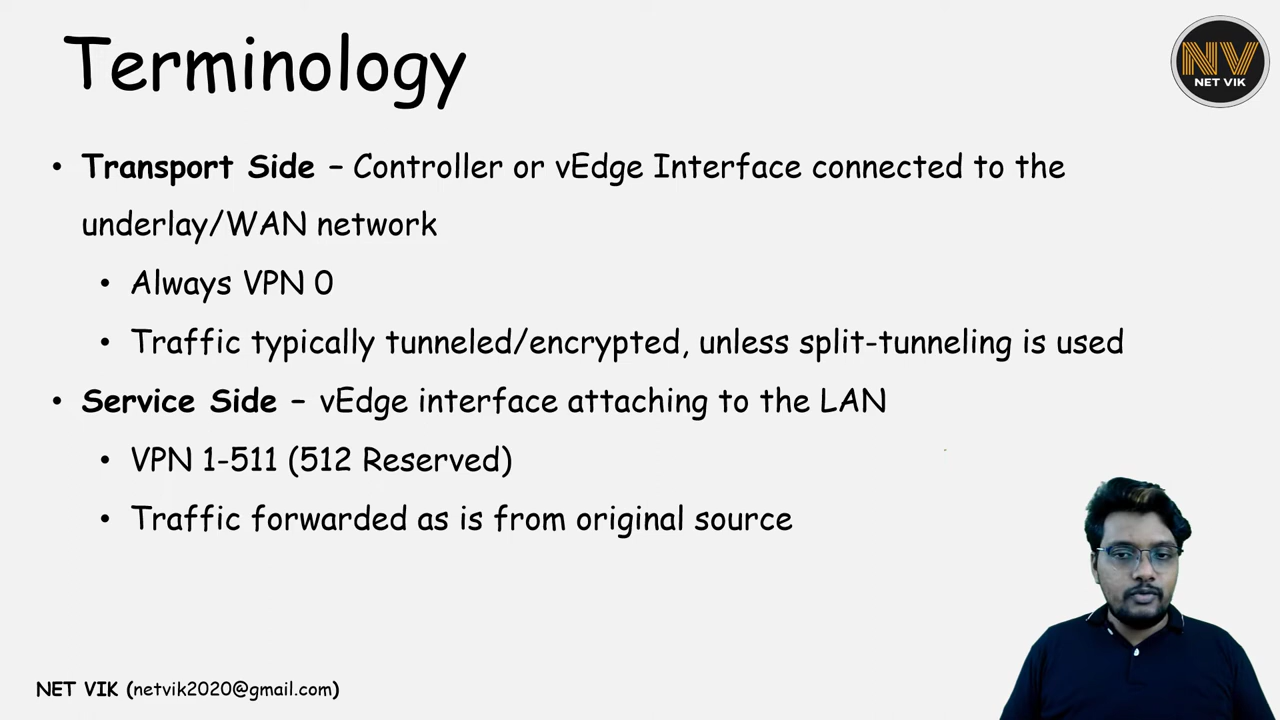 Terminology
NV
NET VIK
• Transport Side – Controller or vEdge Interface connected to the
underlay/WAN network
• Always VPN 0
• Traffic typically tunneled/encrypted, unless split-tunneling is used
• Service Side – vEdge interface attaching to the LAN
• VPN 1-511 (512 Reserved)
• Traffic forwarded as is from original source
NET VIK (netvik2020@gmail.com)